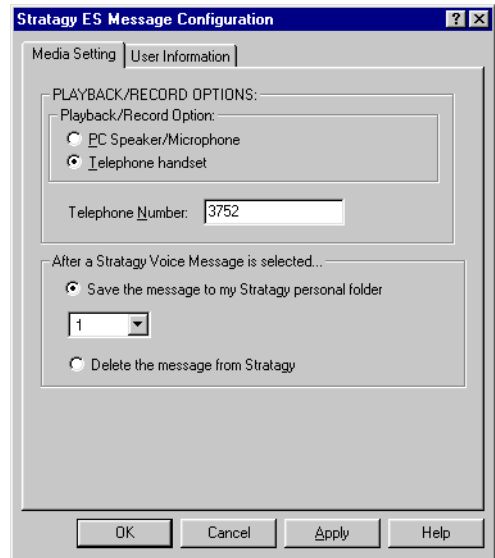 Stratagy ES Message Configuration
Media Setting
User Information
PLAYBACK/RECORD OPTIONS:
Playback/Record Option:
PC Speaker/Microphone
Telephone handset
Telephone Number: 3752
After a Stratagy Voice Message is selected...
Save the message to my Stratagy personal folder
1
Delete the message from Stratagy
OK Cancel Apply Help